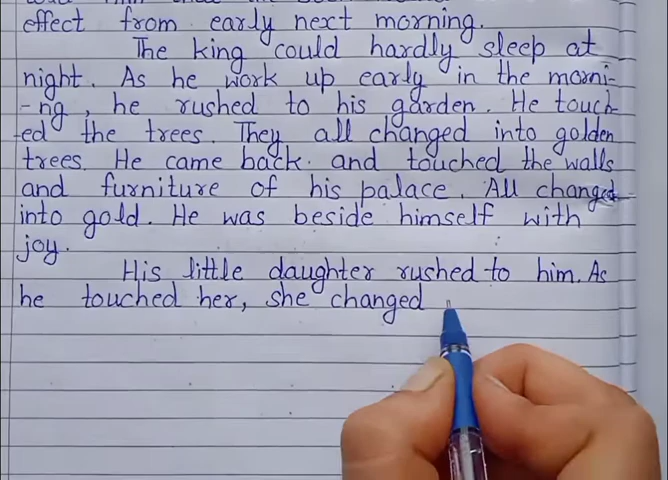 effect from early next morning.
The king could hardly sleep at
night. As he work up early in the morni-
-ng, he rushed to his garden. He touch-
-ed the trees. They all changed into golden
trees. He came back. and touched the walls
and furniture of his palace. All changed
into gold. He was beside himself with
joy.
His little daughter rushed to him. As
he touched her, she changed